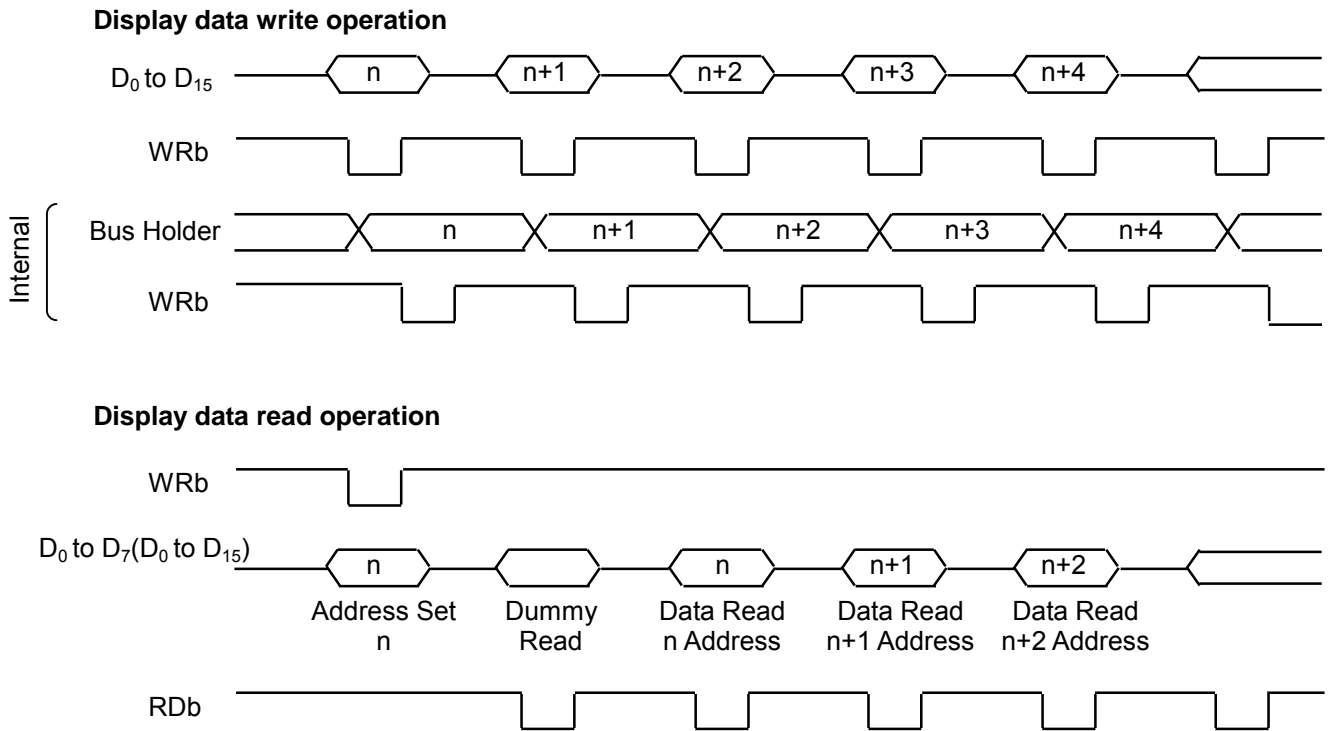 Display data write operation
D0 to D15 n n+1 n+2 n+3 n+4
WRb
Internal
Bus Holder n n+1 n+2 n+3 n+4
WRb
Display data read operation
WRb
D0 to D7(D0 to D15) n n n+1 n+2
Address Set Dummy Data Read Data Read Data Read
n Read n Address n+1 Address n+2 Address
RDb